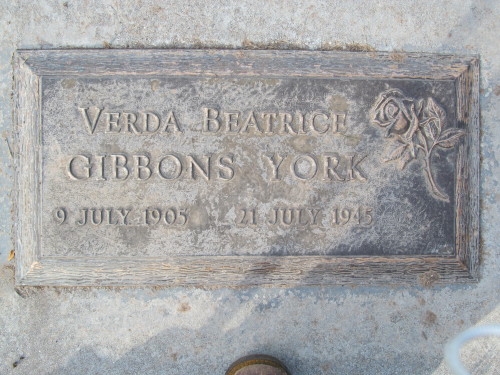 VERDA BEATRICE
GIBBONS YORK
9 JULY 1905 21 JULY 1945